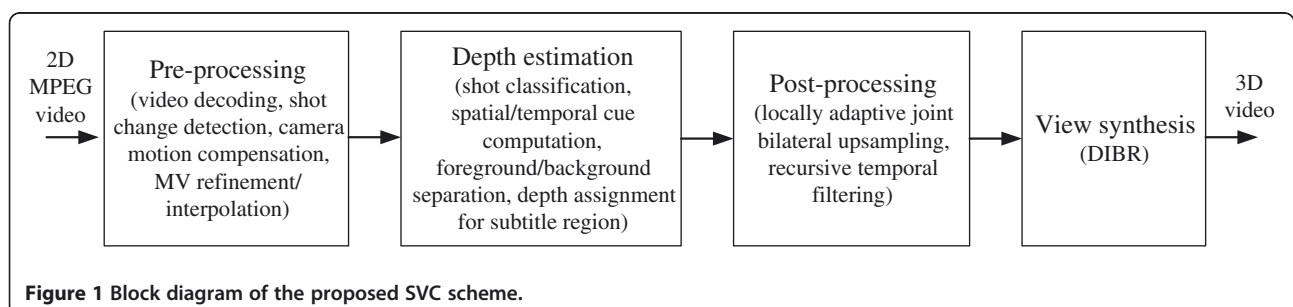 2D
MPEG
video
Pre-processing
(video decoding, shot
change detection, camera
motion compensation,
MV refinement/
interpolation)
Depth estimation
(shot classification,
spatial/temporal cue
computation,
foreground/background
separation, depth assignment
for subtitle region)
Post-processing
(locally adaptive joint
bilateral upsampling,
recursive temporal
filtering)
View synthesis
(DIBR)
3D
video
Figure 1 Block diagram of the proposed SVC scheme.